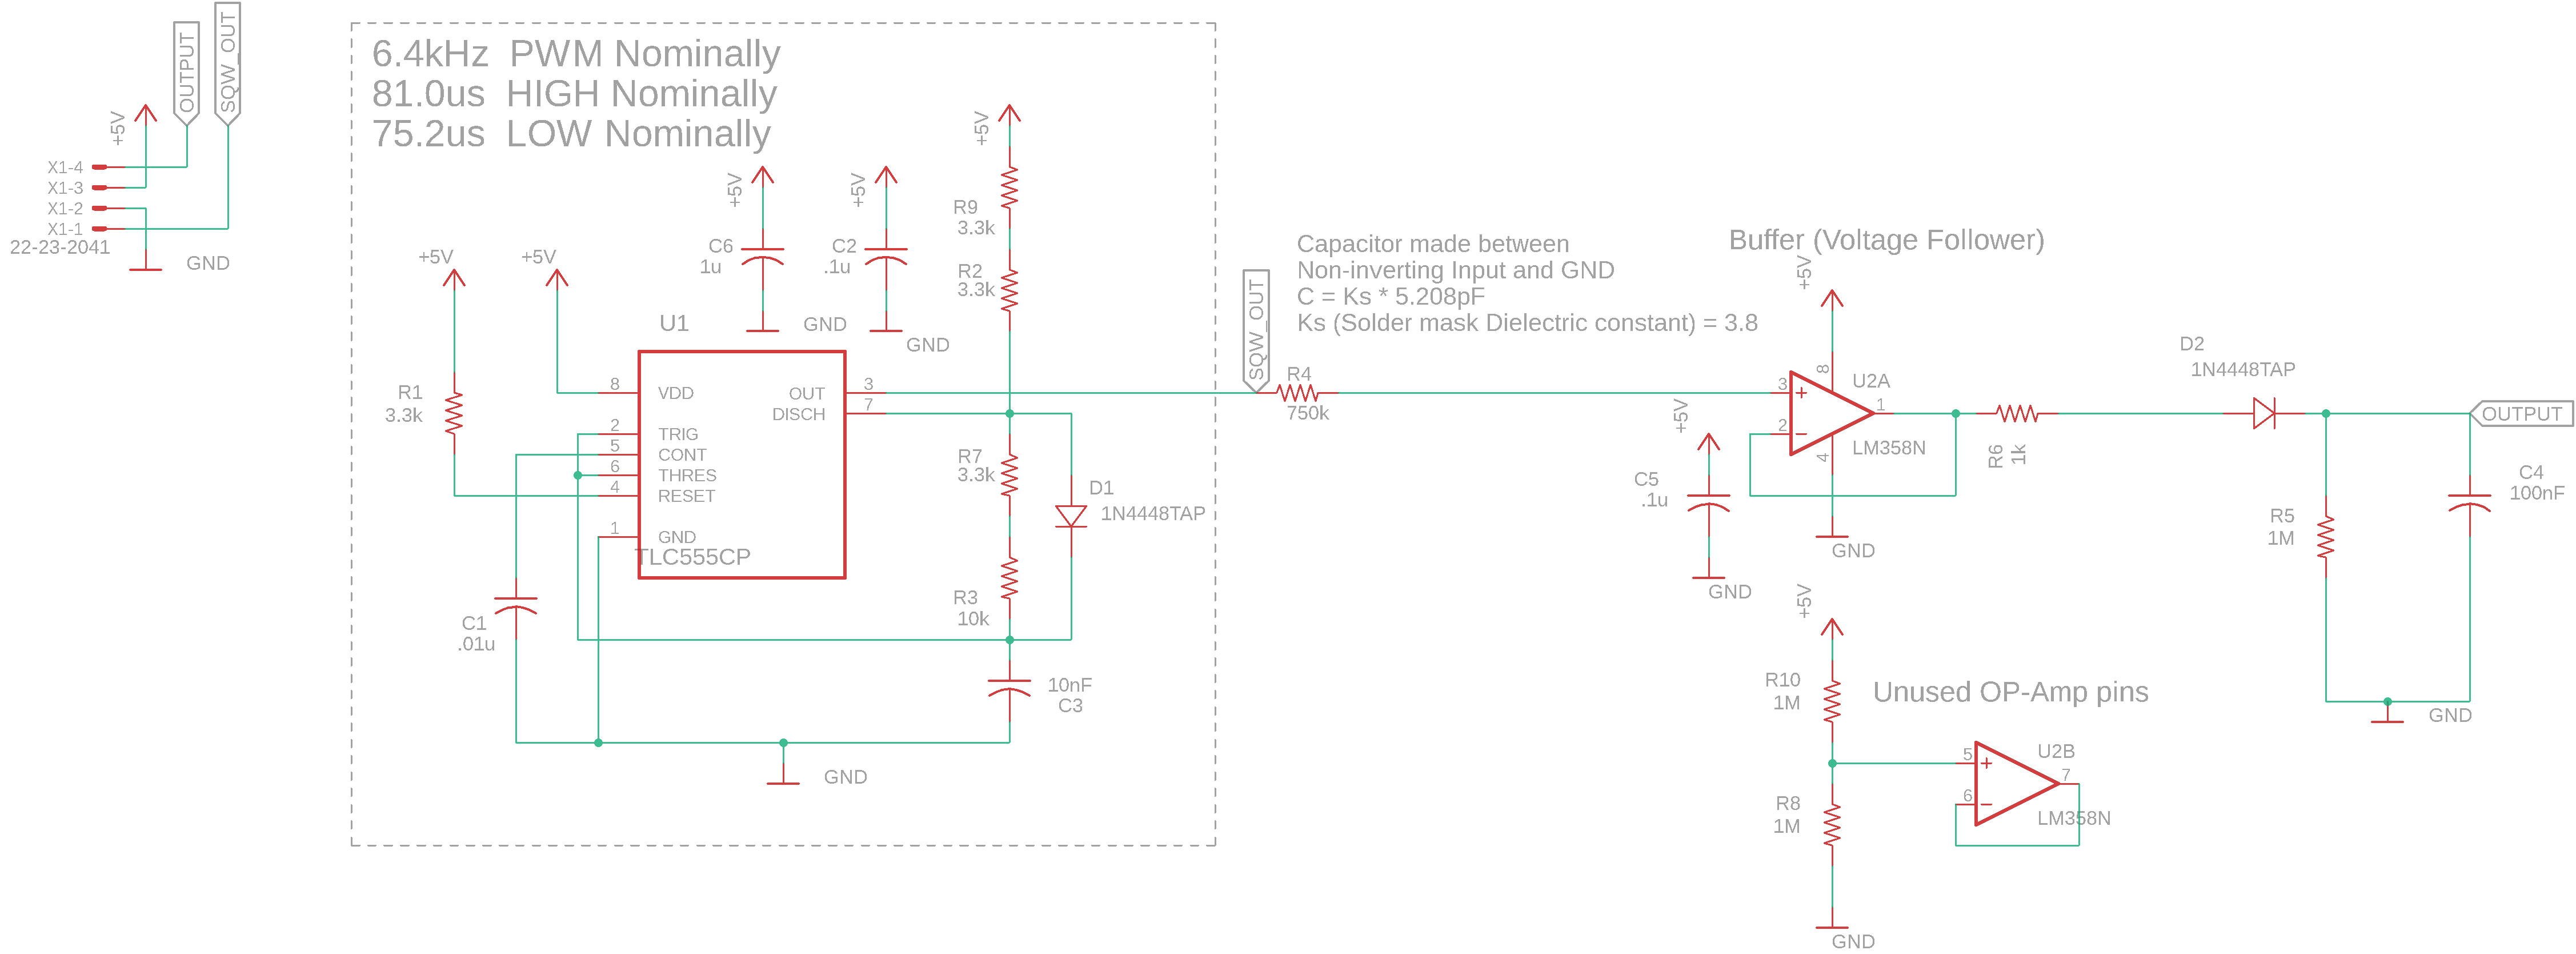 OUTPUT
SQW_OUT
+5V
X1-4
X1-3
X1-2
X1-1
22-23-2041
GND
6.4kHz  PWM Nominally
81.0us  HIGH Nominally
75.2us  LOW Nominally
+5V
+5V
R1
3.3k
+5V
C6
1u
GND
+5V
C2
.1u
GND
+5V
R9
3.3k
R2
3.3k
U1
8
VDD
2
TRIG
5
CONT
6
THRES
4
RESET
1
GND
OUT
3
DISCH
7
TLC555CP
R7
3.3k
D1
1N4448TAP
R3
10k
C1
.01u
10nF
C3
GND
SQW_OUT
Capacitor made between
Non-inverting Input and GND
C = Ks * 5.208pF
Ks (Solder mask Dielectric constant) = 3.8
R4
750k
Buffer (Voltage Follower)
+5V
8
3
+
2
−
4
1
U2A
LM358N
GND
+5V
C5
.1u
GND
R6
1k
D2
1N4448TAP
OUTPUT
R5
1M
C4
100nF
GND
+5V
R10
1M
Unused OP-Amp pins
R8
1M
5
+
6
−
7
U2B
LM358N
GND